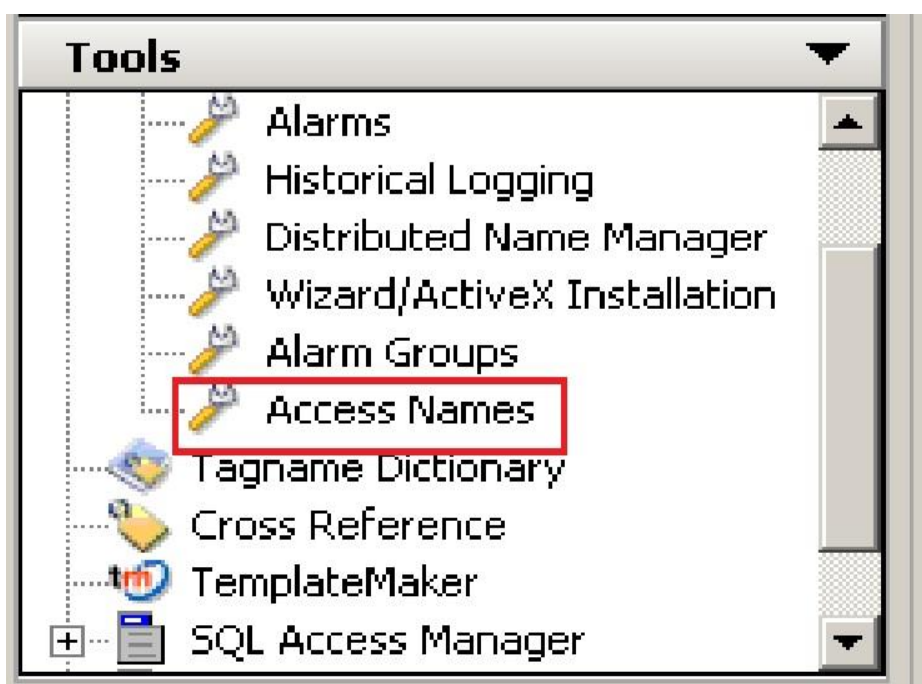 Tools
Alarms
Historical Logging
Distributed Name Manager
Wizard/ActiveX Installation
Alarm Groups
Access Names
Tagname Dictionary
Cross Reference
tm TemplateMaker
SQL Access Manager